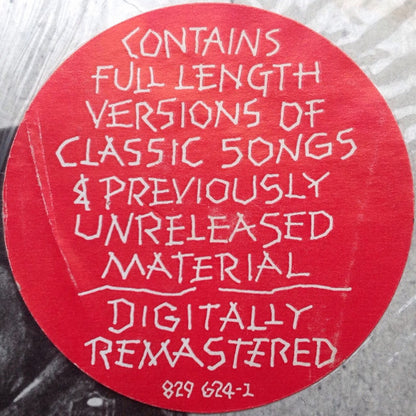 CONTAINS
FULL LENGTH
VERSIONS OF
CLASSIC SONGS
& PREVIOUSLY
UNRELEASED
MATERIAL
DIGITALLY
REMASTERED
829 624-1